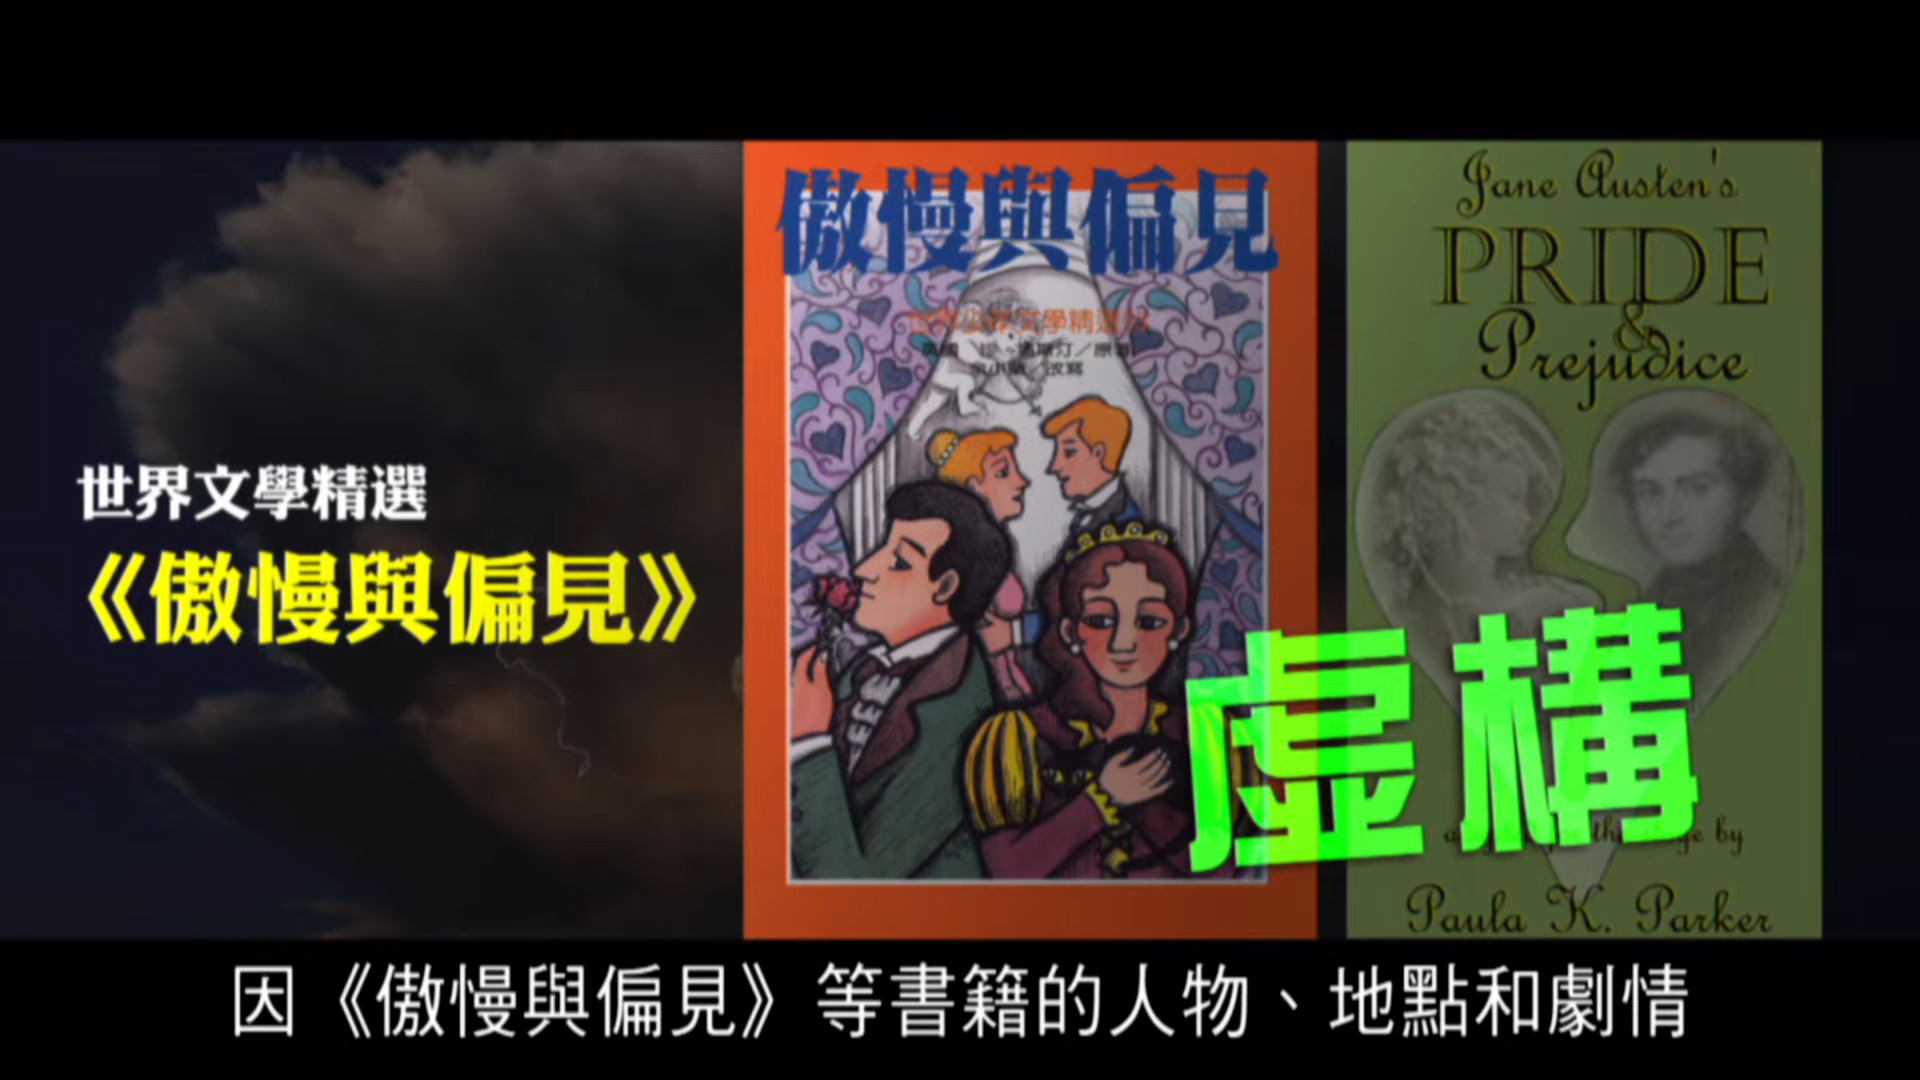 世界文學精選
《傲慢與偏見》
傲慢與偏見
Jane Austen's
PRIDE
&
Prejudice
虛構
Paula K. Parker
因《傲慢與偏見》等書籍的人物、地點和劇情